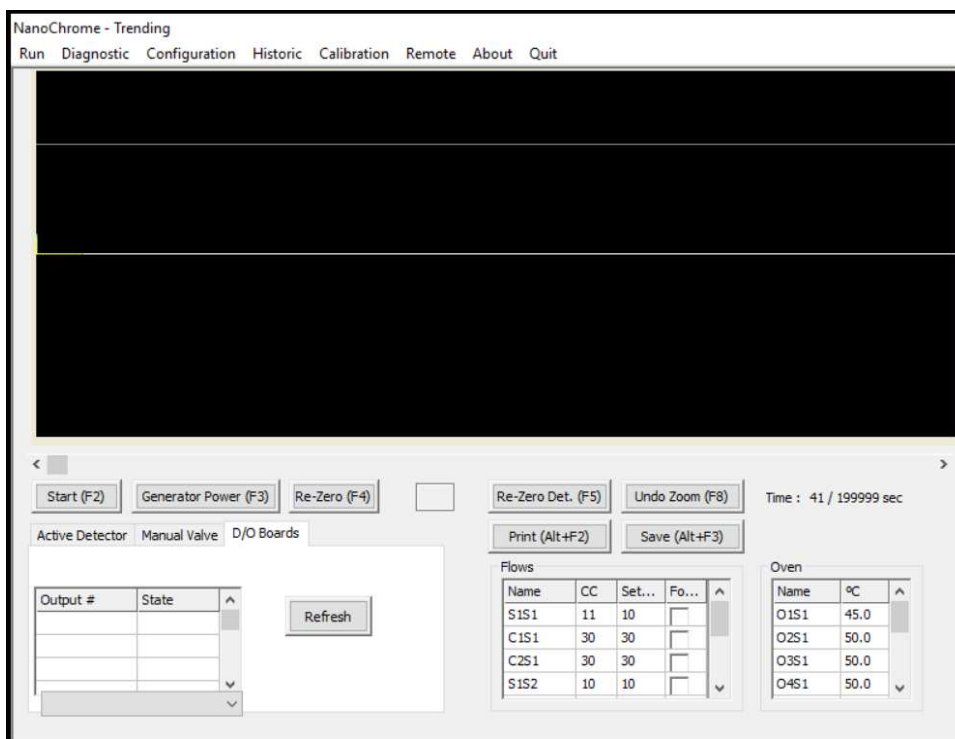 NanoChrome - Trending
Run Diagnostic Configuration Historic Calibration Remote About Quit
Start (F2) Generator Power (F3) Re-Zero (F4) Re-Zero Det. (F5) Undo Zoom (F8) Time : 41 / 199999 sec
Active Detector Manual Valve D/O Boards Print (Alt+F2) Save (Alt+F3)
Output # State
Refresh
Flows
Name CC Set... Fo...
S1S1 11 10
C1S1 30 30
C2S1 30 30
S1S2 10 10
Oven
Name ºC
O1S1 45.0
O2S1 50.0
O3S1 50.0
O4S1 50.0